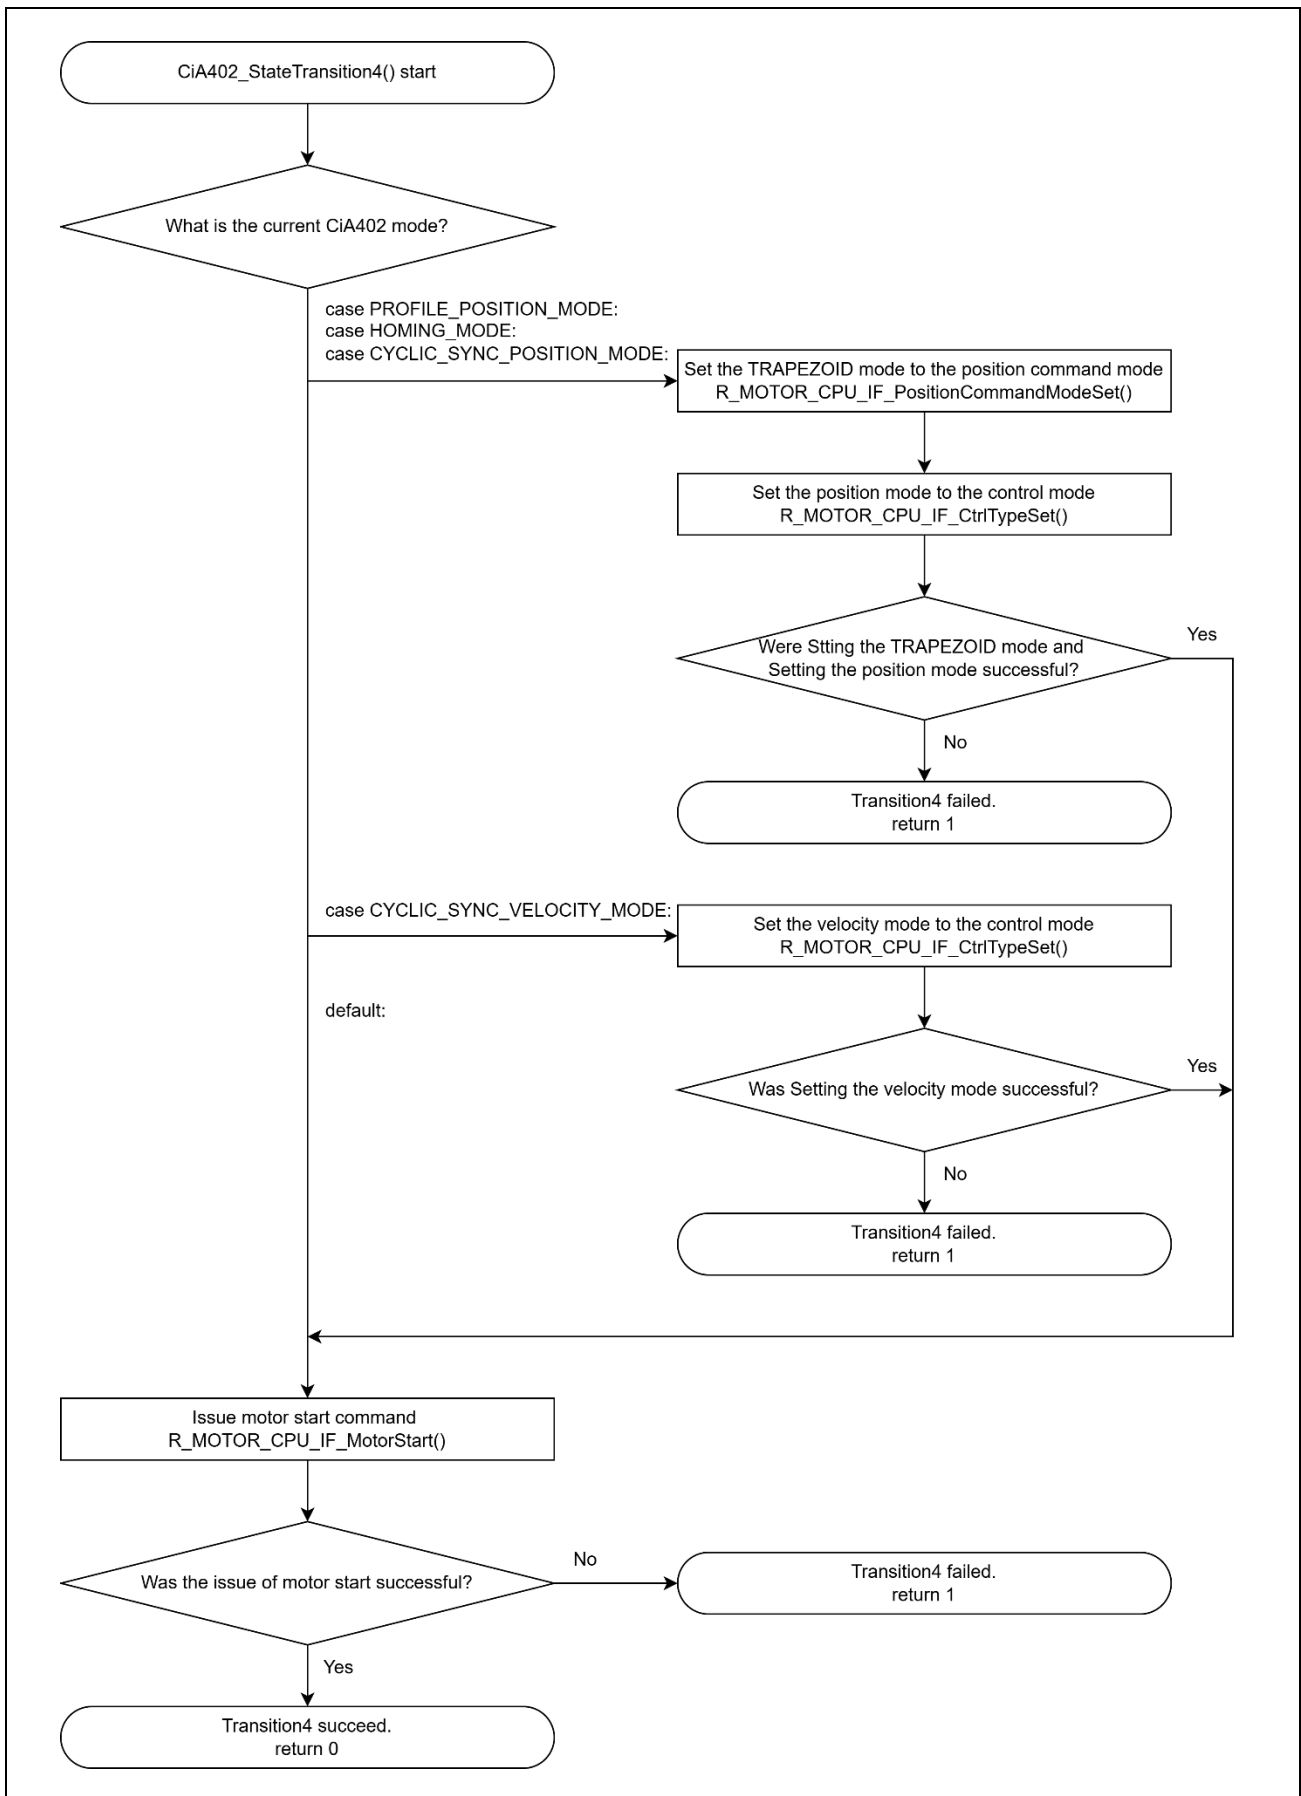 CiA402_StateTransition4() start
What is the current CiA402 mode?
case PROFILE_POSITION_MODE:
case HOMING_MODE:
case CYCLIC_SYNC_POSITION_MODE:
Set the TRAPEZOID mode to the position command mode
R_MOTOR_CPU_IF_PositionCommandModeSet()
Set the position mode to the control mode
R_MOTOR_CPU_IF_CtrlTypeSet()
Were Stting the TRAPEZOID mode and
Setting the position mode successful?
Yes
No
Transition4 failed.
return 1
case CYCLIC_SYNC_VELOCITY_MODE:
Set the velocity mode to the control mode
R_MOTOR_CPU_IF_CtrlTypeSet()
default:
Was Setting the velocity mode successful?
Yes
No
Transition4 failed.
return 1
Issue motor start command
R_MOTOR_CPU_IF_MotorStart()
Was the issue of motor start successful?
No
Transition4 failed.
return 1
Yes
Transition4 succeed.
return 0